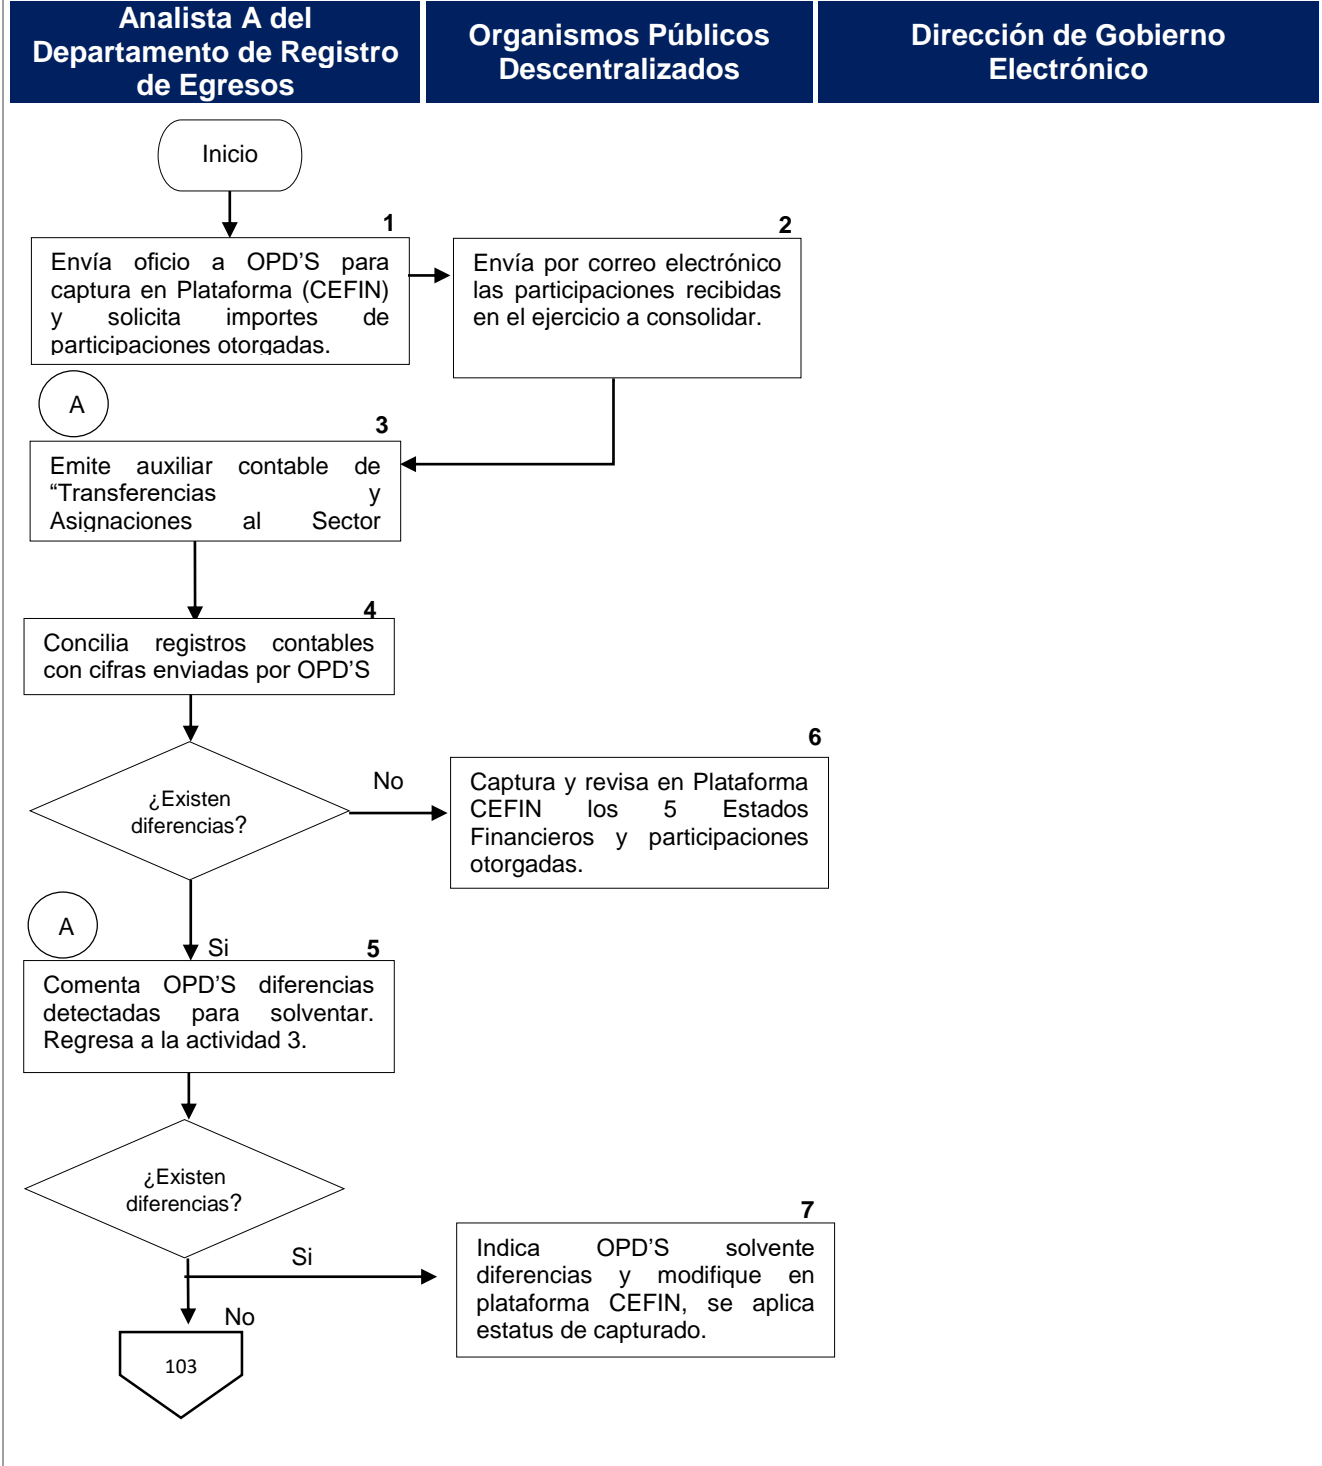 Analista A del
Departamento de Registro
de Egresos
Organismos Públicos
Descentralizados
Dirección de Gobierno
Electrónico
Inicio
1
Envía oficio a OPD’S para
captura en Plataforma (CEFIN)
y solicita importes de
participaciones otorgadas.
2
Envía por correo electrónico
las participaciones recibidas
en el ejercicio a consolidar.
A
3
Emite auxiliar contable de
“Transferencias y
Asignaciones al Sector
4
Concilia registros contables
con cifras enviadas por OPD’S
¿Existen
diferencias?
No
6
Captura y revisa en Plataforma
CEFIN los 5 Estados
Financieros y participaciones
otorgadas.
A
Si
5
Comenta OPD’S diferencias
detectadas para solventar.
Regresa a la actividad 3.
¿Existen
diferencias?
Si
7
Indica OPD’S solvente
diferencias y modifique en
plataforma CEFIN, se aplica
estatus de capturado.
No
103